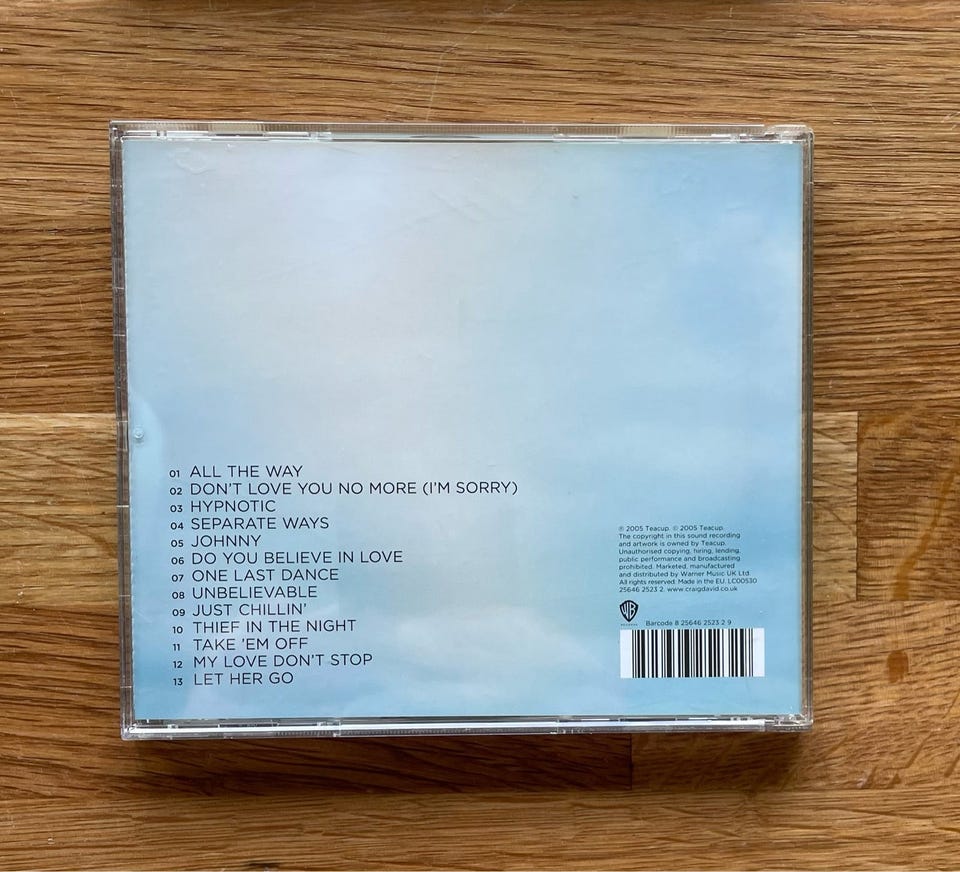 01 ALL THE WAY
02 DON'T LOVE YOU NO MORE (I'M SORRY)
03 HYPNOTIC
04 SEPARATE WAYS
05 JOHNNY
06 DO YOU BELIEVE IN LOVE
07 ONE LAST DANCE
08 UNBELIEVABLE
09 JUST CHILLIN'
10 THIEF IN THE NIGHT
11 TAKE 'EM OFF
12 MY LOVE DON'T STOP
13 LET HER GO
℗ 2005 Teacup. © 2005 Teacup.
The copyright in this sound recording
and artwork is owned by Teacup.
Unauthorised copying, hiring, lending,
public performance and broadcasting
prohibited. Marketed, manufactured
and distributed by Warner Music UK Ltd.
All rights reserved. Made in the EU. LC00530
25646 2523 2. www.craigdavid.co.uk
Barcode 8 25646 2523 2 9